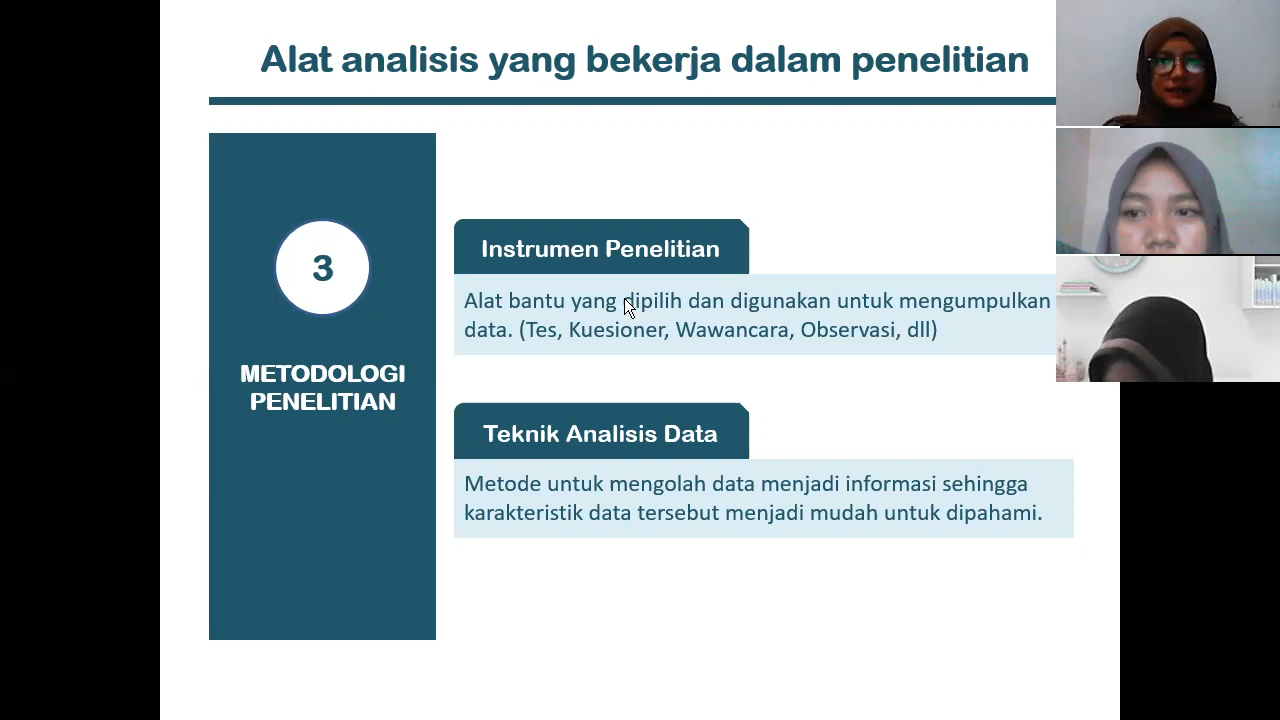 Alat analisis yang bekerja dalam penelitian
3
METODOLOGI
PENELITIAN
Instrumen Penelitian
Alat bantu yang dipilih dan digunakan untuk mengumpulkan
data. (Tes, Kuesioner, Wawancara, Observasi, dll)
Teknik Analisis Data
Metode untuk mengolah data menjadi informasi sehingga
karakteristik data tersebut menjadi mudah untuk dipahami.